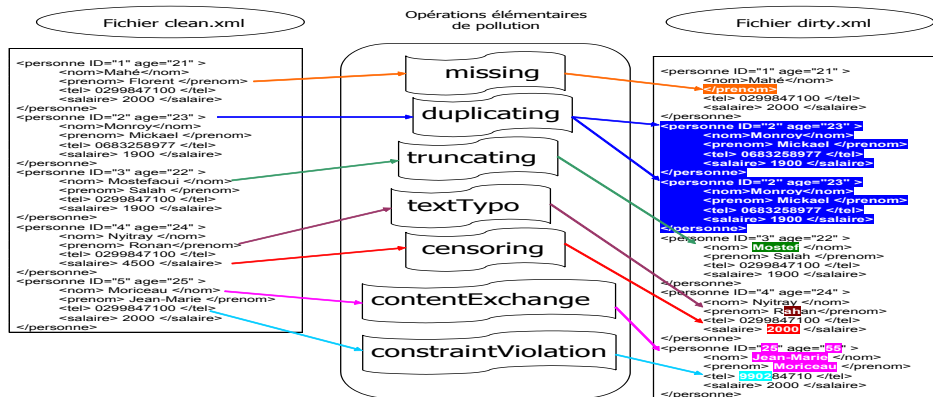 Fichier clean.xml
<personne ID="1" age="21" >
<nom>Mahé</nom>
<prenom> Florent </prenom>
<tel> 0299847100 </tel>
<salaire> 2000 </salaire>
</personne>
<personne ID="2" age="23" >
<nom>Monroy</nom>
<prenom> Mickael </prenom>
<tel> 0683258977 </tel>
<salaire> 1900 </salaire>
</personne>
<personne ID="3" age="22" >
<nom> Mostefaoui </nom>
<prenom> Salah </prenom>
<tel> 0299847100 </tel>
<salaire> 1900 </salaire>
</personne>
<personne ID="4" age="24" >
<nom> Nyitray </nom>
<prenom> Ronan</prenom>
<tel> 0299847100 </tel>
<salaire> 4500 </salaire>
</personne>
<personne ID="5" age="25" >
<nom> Moriceau </nom>
<prenom> Jean-Marie </prenom>
<tel> 0299847100 </tel>
<salaire> 2000 </salaire>
</personne>
Opérations élémentaires
de pollution
missing
duplicating
truncating
textTypo
censoring
contentExchange
constraintViolation
Fichier dirty.xml
<personne ID="1" age="21" >
<nom>Mahé</nom>
</prenom>
<tel> 0299847100 </tel>
<salaire> 2000 </salaire>
</personne>
<personne ID="2" age="23" >
<nom>Monroy</nom>
<prenom> Mickael </prenom>
<tel> 0683258977 </tel>
<salaire> 1900 </salaire>
</personne>
<personne ID="2" age="23" >
<nom>Monroy</nom>
<prenom> Mickael </prenom>
<tel> 0683258977 </tel>
<salaire> 1900 </salaire>
</personne>
<personne ID="3" age="22" >
<nom> Mostef </nom>
<prenom> Salah </prenom>
<tel> 0299847100 </tel>
<salaire> 1900 </salaire>
</personne>
<personne ID="4" age="24" >
<nom> Nyitray </nom>
<prenom> Rahan</prenom>
<tel> 0299847100 </tel>
<salaire> 2000 </salaire>
</personne>
<personne ID="25" age="55" >
<nom> Jean-Marie </nom>
<prenom> Moriceau </prenom>
<tel> 990284710 </tel>
<salaire> 2000 </salaire>
</personne>